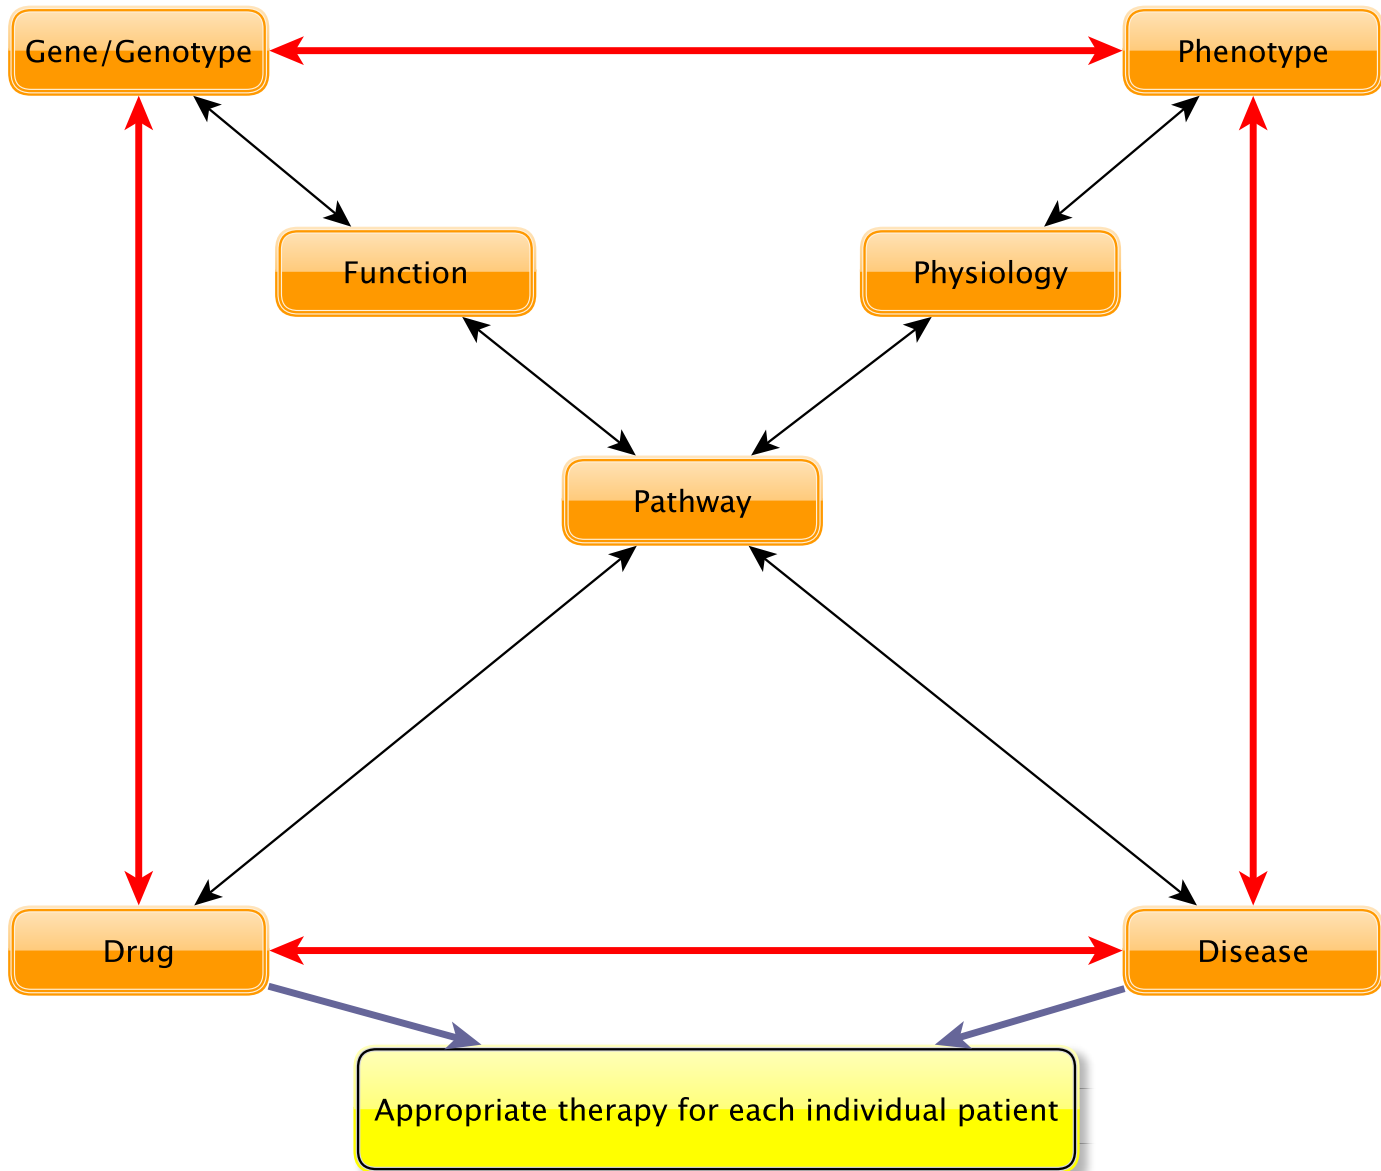 Gene/Genotype
Phenotype
Function
Physiology
Pathway
Drug
Disease
Appropriate therapy for each individual patient